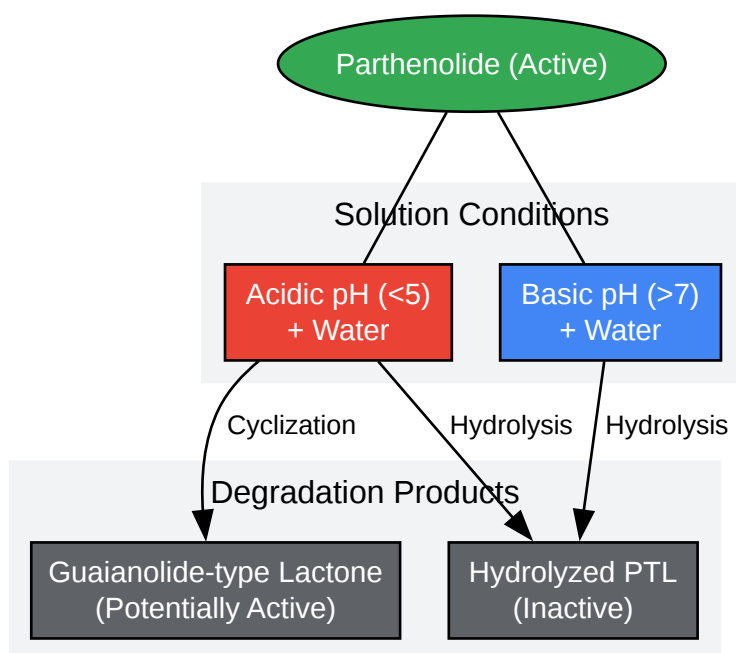 Parthenolide (Active)
Solution Conditions
Acidic pH (<5)
+ Water
Basic pH (>7)
+ Water
Cyclization
Hydrolysis
Hydrolysis
Degradation Products
Guaianolide-type Lactone
(Potentially Active)
Hydrolyzed PTL
(Inactive)